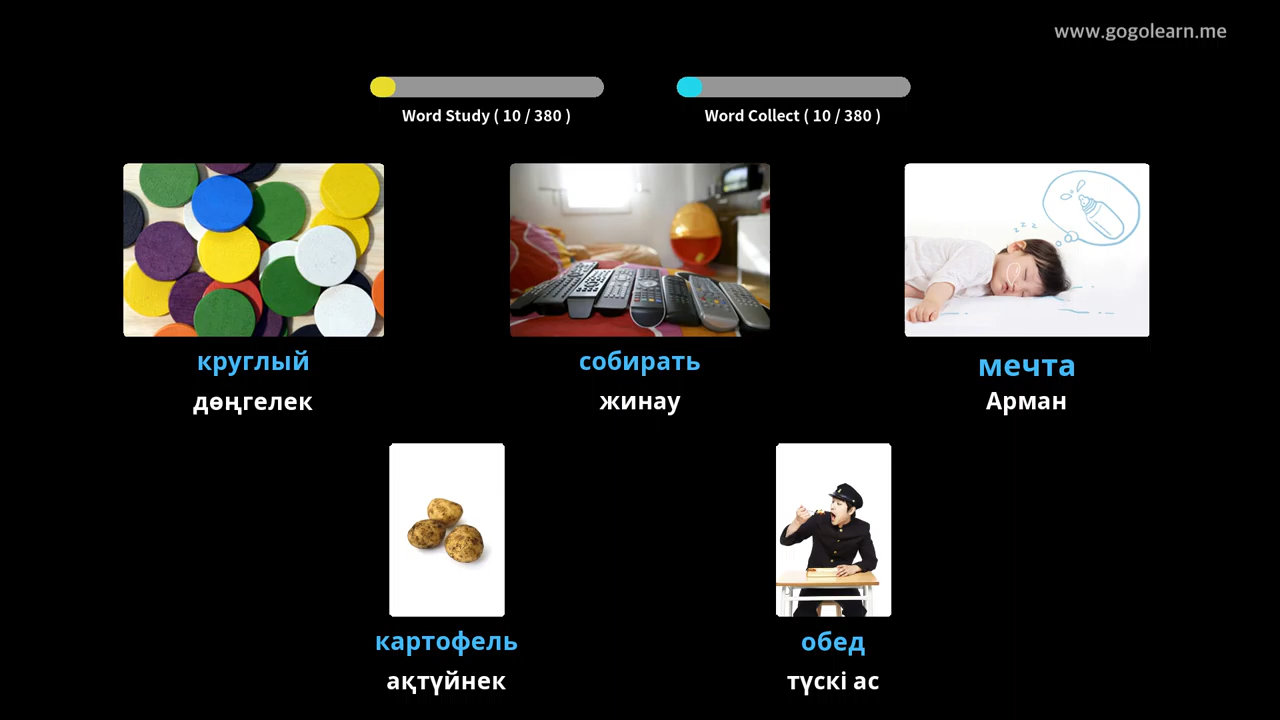 www.gogolearn.me
Word Study ( 10 / 380 )
Word Collect ( 10 / 380 )
круглый
дөңгелек
собирать
жинау
мечта
Арман
картофель
ақтүйнек
обед
түскі ас